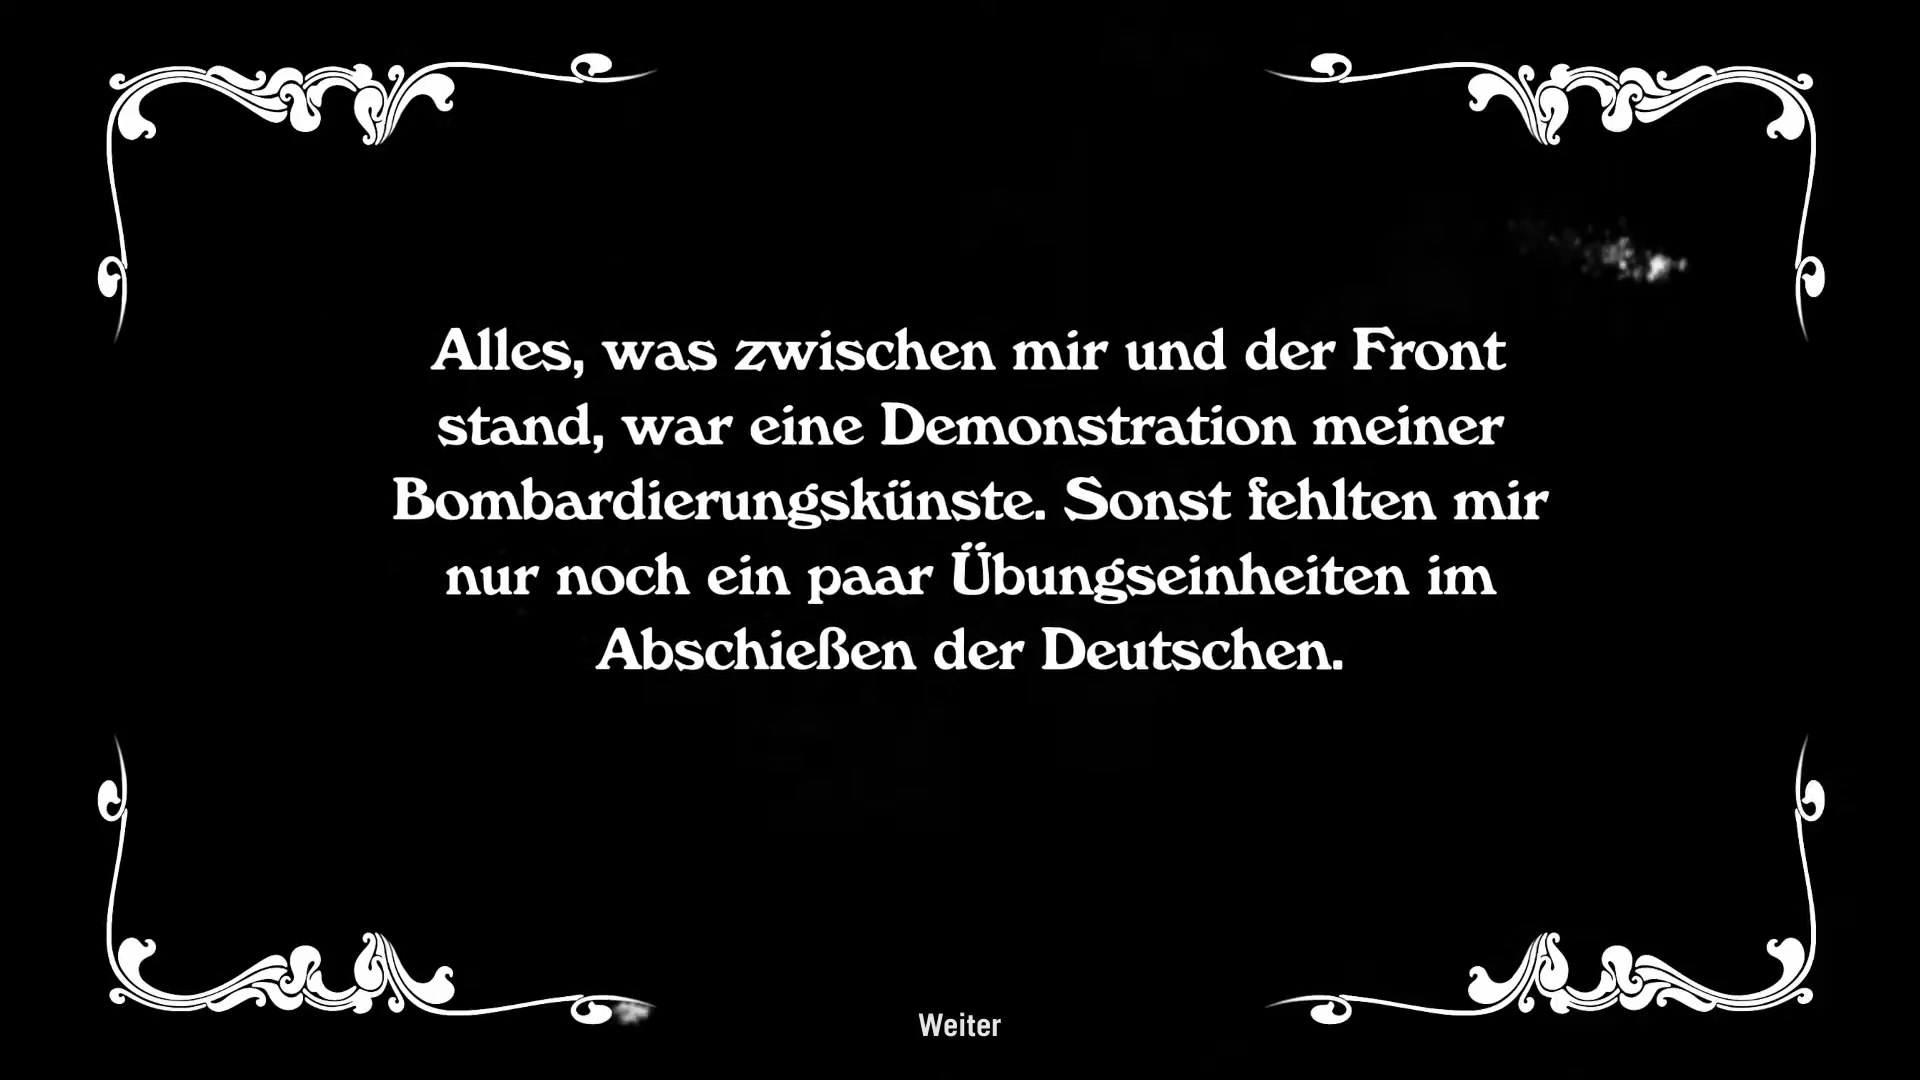 Alles, was zwischen mir und der Front
stand, war eine Demonstration meiner
Bombardierungskünste. Sonst fehlten mir
nur noch ein paar Übungseinheiten im
Abschießen der Deutschen.
Weiter